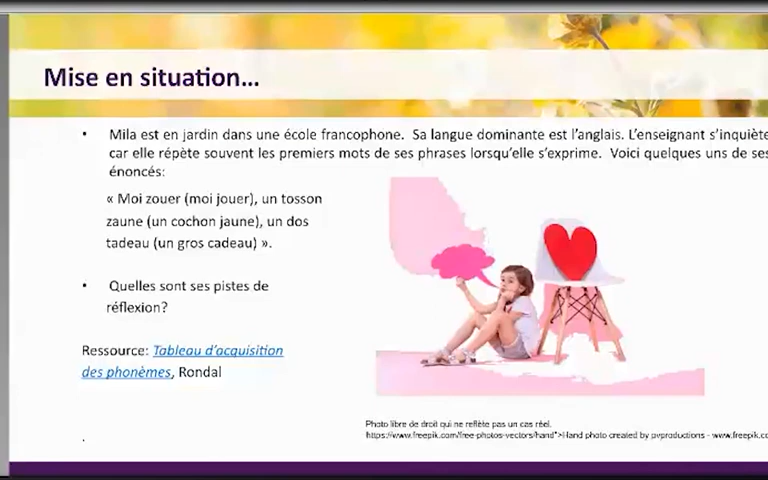 Mise en situation...
• Mila est en jardin dans une école francophone. Sa langue dominante est l'anglais. L'enseignant s'inquiète
car elle répète souvent les premiers mots de ses phrases lorsqu'elle s'exprime. Voici quelques uns de ses
énoncés:
« Moi zouer (moi jouer), un tosson
zaune (un cochon jaune), un dos
tadeau (un gros cadeau) ».
• Quelles sont ses pistes de
réflexion?
Ressource: Tableau d'acquisition
des phonèmes, Rondal
Photo libre de droit qui ne reflète pas un cas réel.
https://www.freepik.com/free-photos-vectors/hand">Hand photo created by pvproductions - www.freepik.co
.